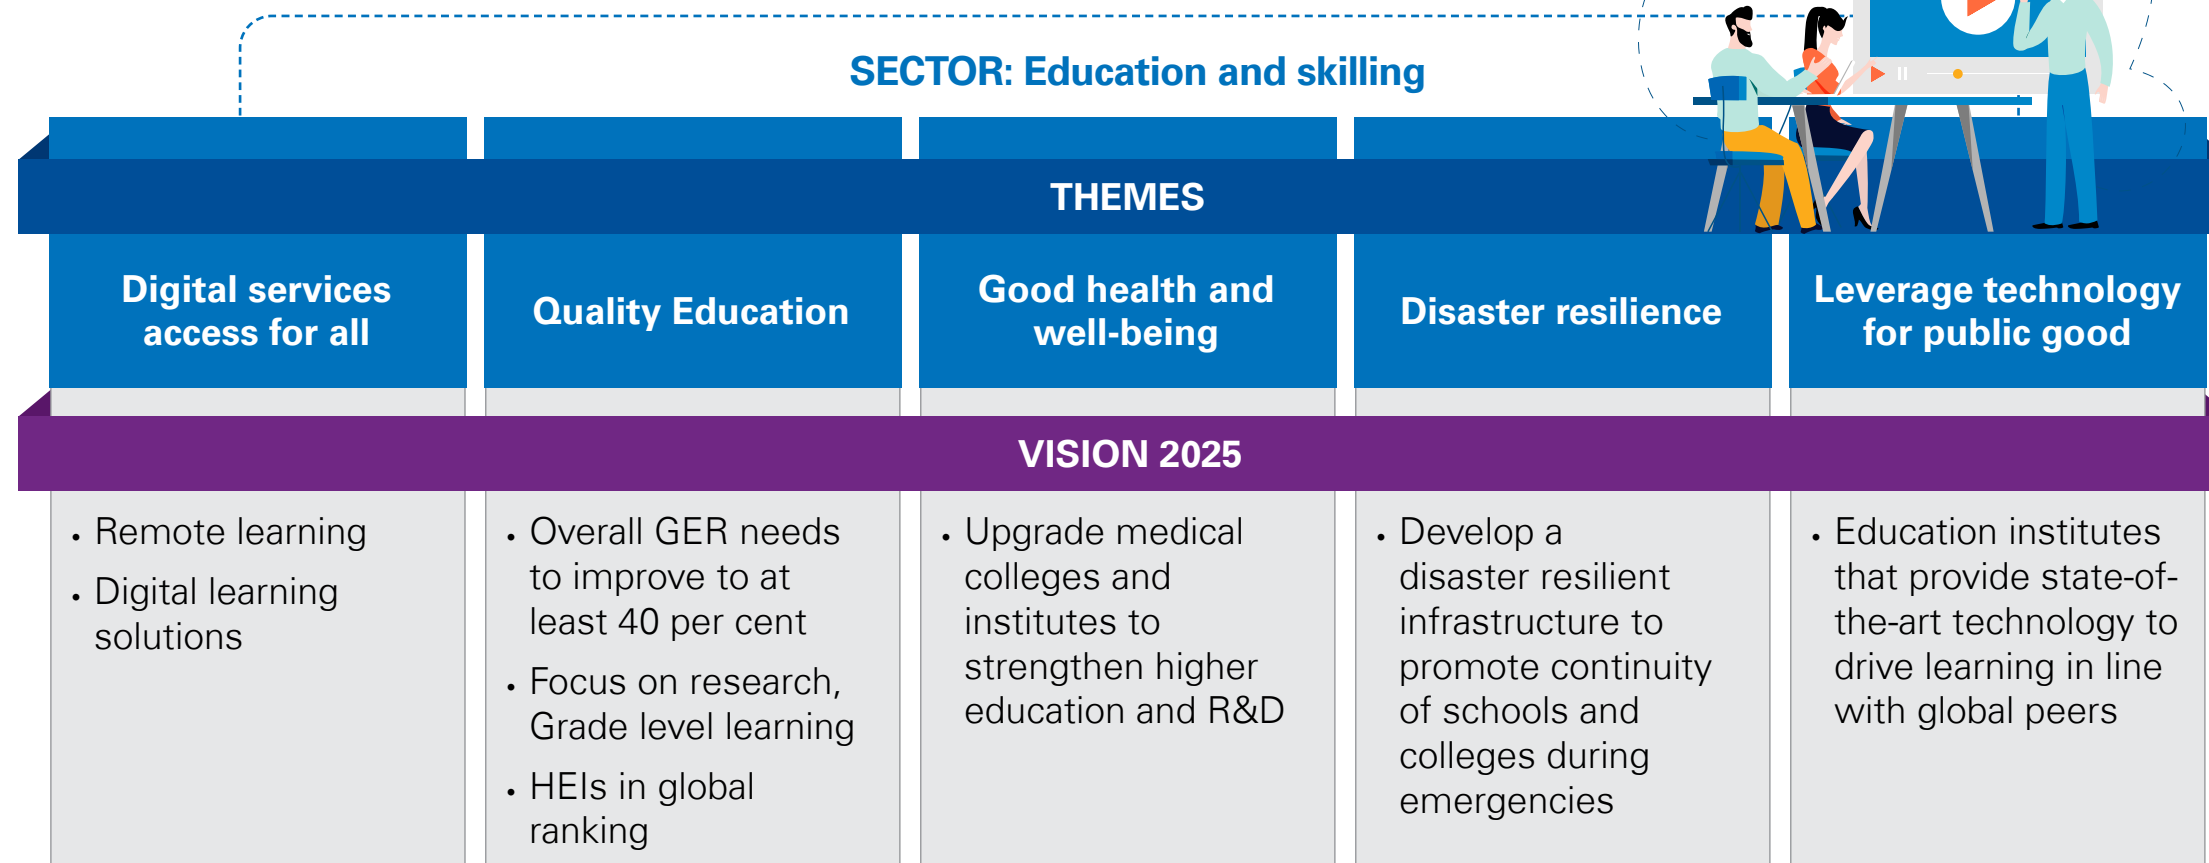 SECTOR: Education and skilling
THEMES
Digital services
access for all
Quality Education
Good health and
well-being
Disaster resilience
Leverage technology
for public good
VISION 2025
• Remote learning
• Digital learning
solutions
• Overall GER needs
to improve to at
least 40 per cent
• Focus on research,
Grade level learning
• HEIs in global
ranking
• Upgrade medical
colleges and
institutes to
strengthen higher
education and R&D
• Develop a
disaster resilient
infrastructure to
promote continuity
of schools and
colleges during
emergencies
• Education institutes
that provide state-of-
the-art technology to
drive learning in line
with global peers